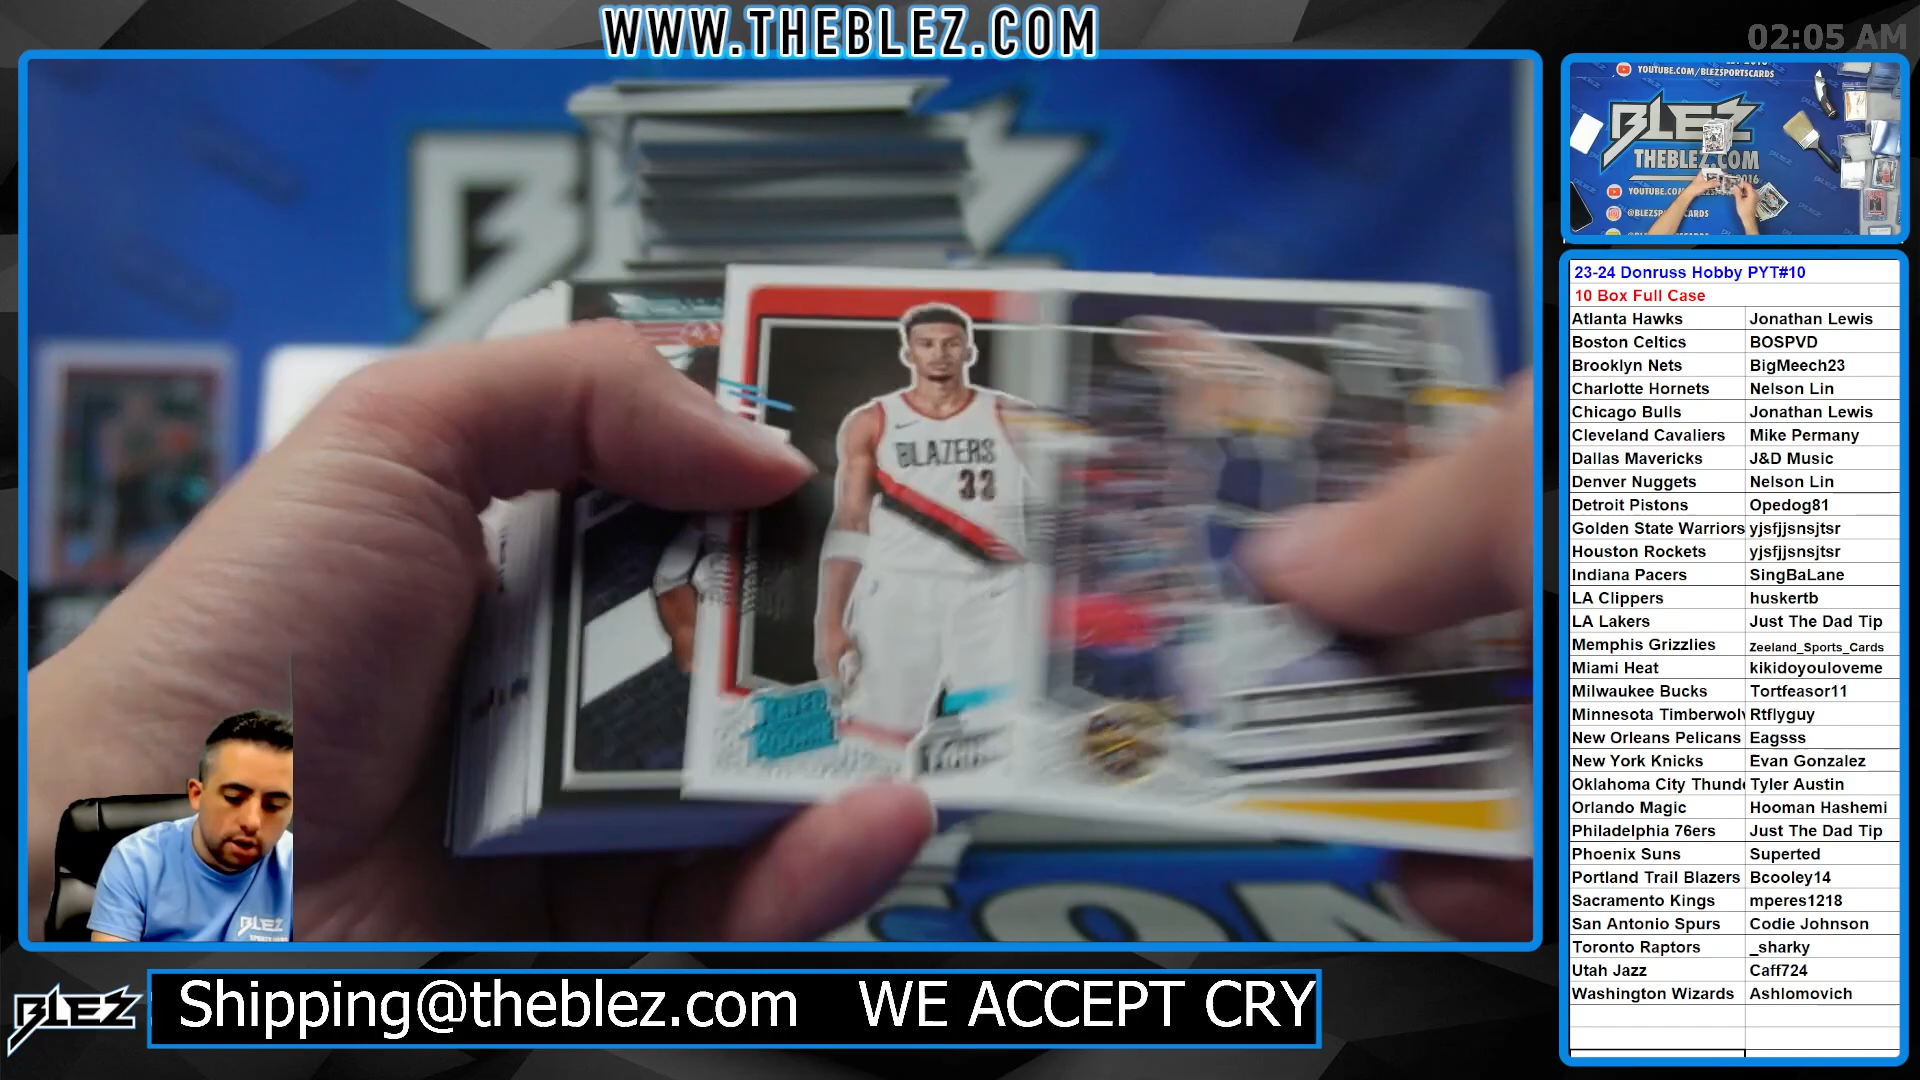 WWW.THEBLEZ.COM
02:05 AM
YOUTUBE.COM/BLEZSPORTSCARDS
BLEZ
THEBLEZ.COM
2016
BLAZERS
33
BLEZ
23-24 Donruss Hobby PYT#10
10 Box Full Case
Atlanta Hawks Jonathan Lewis
Boston Celtics BOSPVD
Brooklyn Nets BigMeech23
Charlotte Hornets Nelson Lin
Chicago Bulls Jonathan Lewis
Cleveland Cavaliers Mike Permany
Dallas Mavericks J&D Music
Denver Nuggets Nelson Lin
Detroit Pistons Opedog81
Golden State Warriors yjsfjjsnsjtsr
Houston Rockets yjsfjjsnsjtsr
Indiana Pacers SingBaLane
LA Clippers huskertb
LA Lakers Just The Dad Tip
Memphis Grizzlies Zeeland_Sports_Cards
Miami Heat kikidoyouloveme
Milwaukee Bucks Tortfeasor11
Minnesota Timberwolv Rtflyguy
New Orleans Pelicans Eagsss
New York Knicks Evan Gonzalez
Oklahoma City Thund Tyler Austin
Orlando Magic Hooman Hashemi
Philadelphia 76ers Just The Dad Tip
Phoenix Suns Superted
Portland Trail Blazers Bcooley14
Sacramento Kings mperes1218
San Antonio Spurs Codie Johnson
Toronto Raptors _sharky
Utah Jazz Caff724
Washington Wizards Ashlomovich
BLEZ
Shipping@theblez.com WE ACCEPT CRY